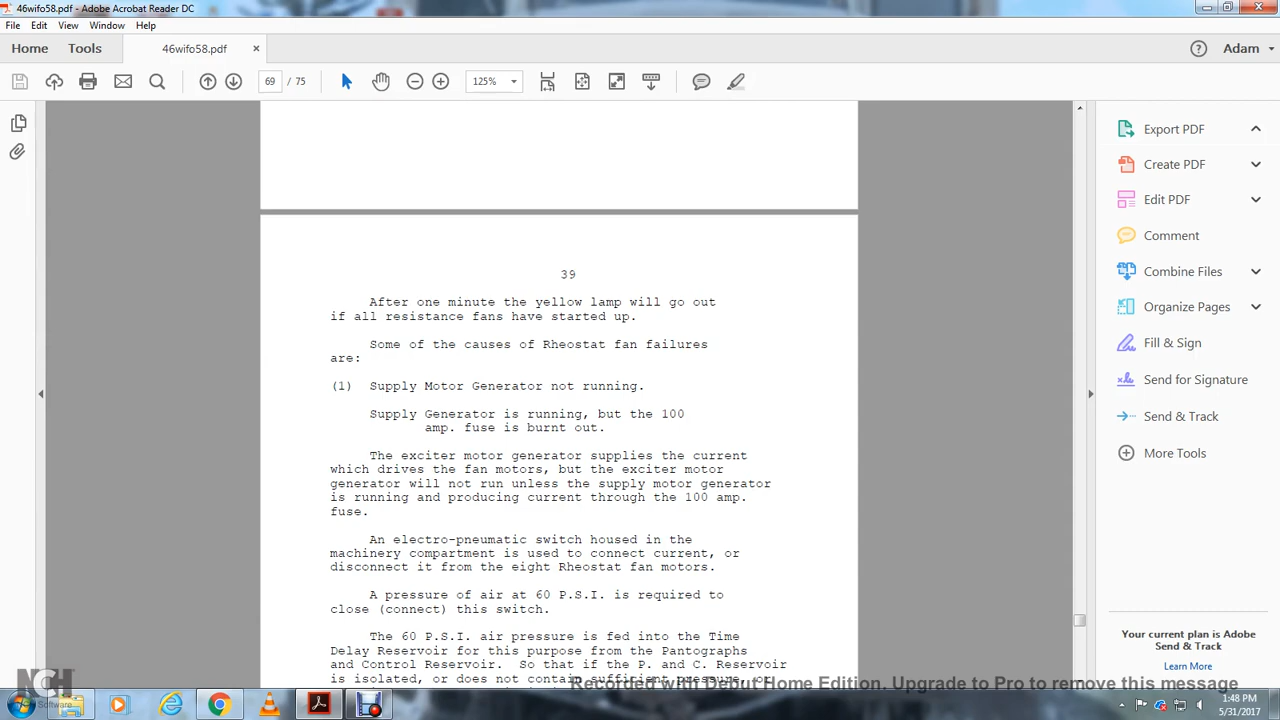 46wifo58.pdf - Adobe Acrobat Reader DC
File Edit View Window Help
Home Tools 46wifo58.pdf × Adam
69 / 75 125%
39
After one minute the yellow lamp will go out
if all resistance fans have started up.
Some of the causes of Rheostat fan failures
are:
(1) Supply Motor Generator not running.
Supply Generator is running, but the 100
amp. fuse is burnt out.
The exciter motor generator supplies the current
which drives the fan motors, but the exciter motor
generator will not run unless the supply motor generator
is running and producing current through the 100 amp.
fuse.
An electro-pneumatic switch housed in the
machinery compartment is used to connect current, or
disconnect it from the eight Rheostat fan motors.
A pressure of air at 60 P.S.I. is required to
close (connect) this switch.
The 60 P.S.I. air pressure is fed into the Time
Delay Reservoir for this purpose from the Pantographs
and Control Reservoir. So that if the P. and C. Reservoir
is isolated, or does not contain sufficient pressure,
Export PDF
Create PDF
Edit PDF
Comment
Combine Files
Organize Pages
Fill & Sign
Send for Signature
Send & Track
More Tools
Your current plan is Adobe
Send & Track
Learn More
Recorded with Debut Home Edition. Upgrade to Pro to remove this message
NCH Software
1:48 PM
5/31/2017